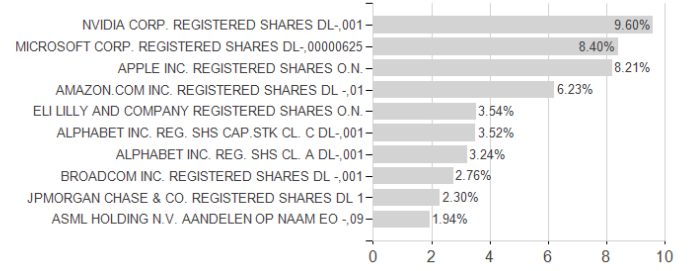 NVIDIA CORP. REGISTERED SHARES DL-,001 9.60%
MICROSOFT CORP. REGISTERED SHARES DL-,00000625 8.40%
APPLE INC. REGISTERED SHARES O.N. 8.21%
AMAZON.COM INC. REGISTERED SHARES DL -,01 6.23%
ELI LILLY AND COMPANY REGISTERED SHARES O.N. 3.54%
ALPHABET INC. REG. SHS CAP.STK CL. C DL-,001 3.52%
ALPHABET INC. REG. SHS CL. A DL-,001 3.24%
BROADCOM INC. REGISTERED SHARES DL -,001 2.76%
JPMORGAN CHASE & CO. REGISTERED SHARES DL 1 2.30%
ASML HOLDING N.V. AANDELEN OP NAAM EO -,09 1.94%
0 2 4 6 8 10